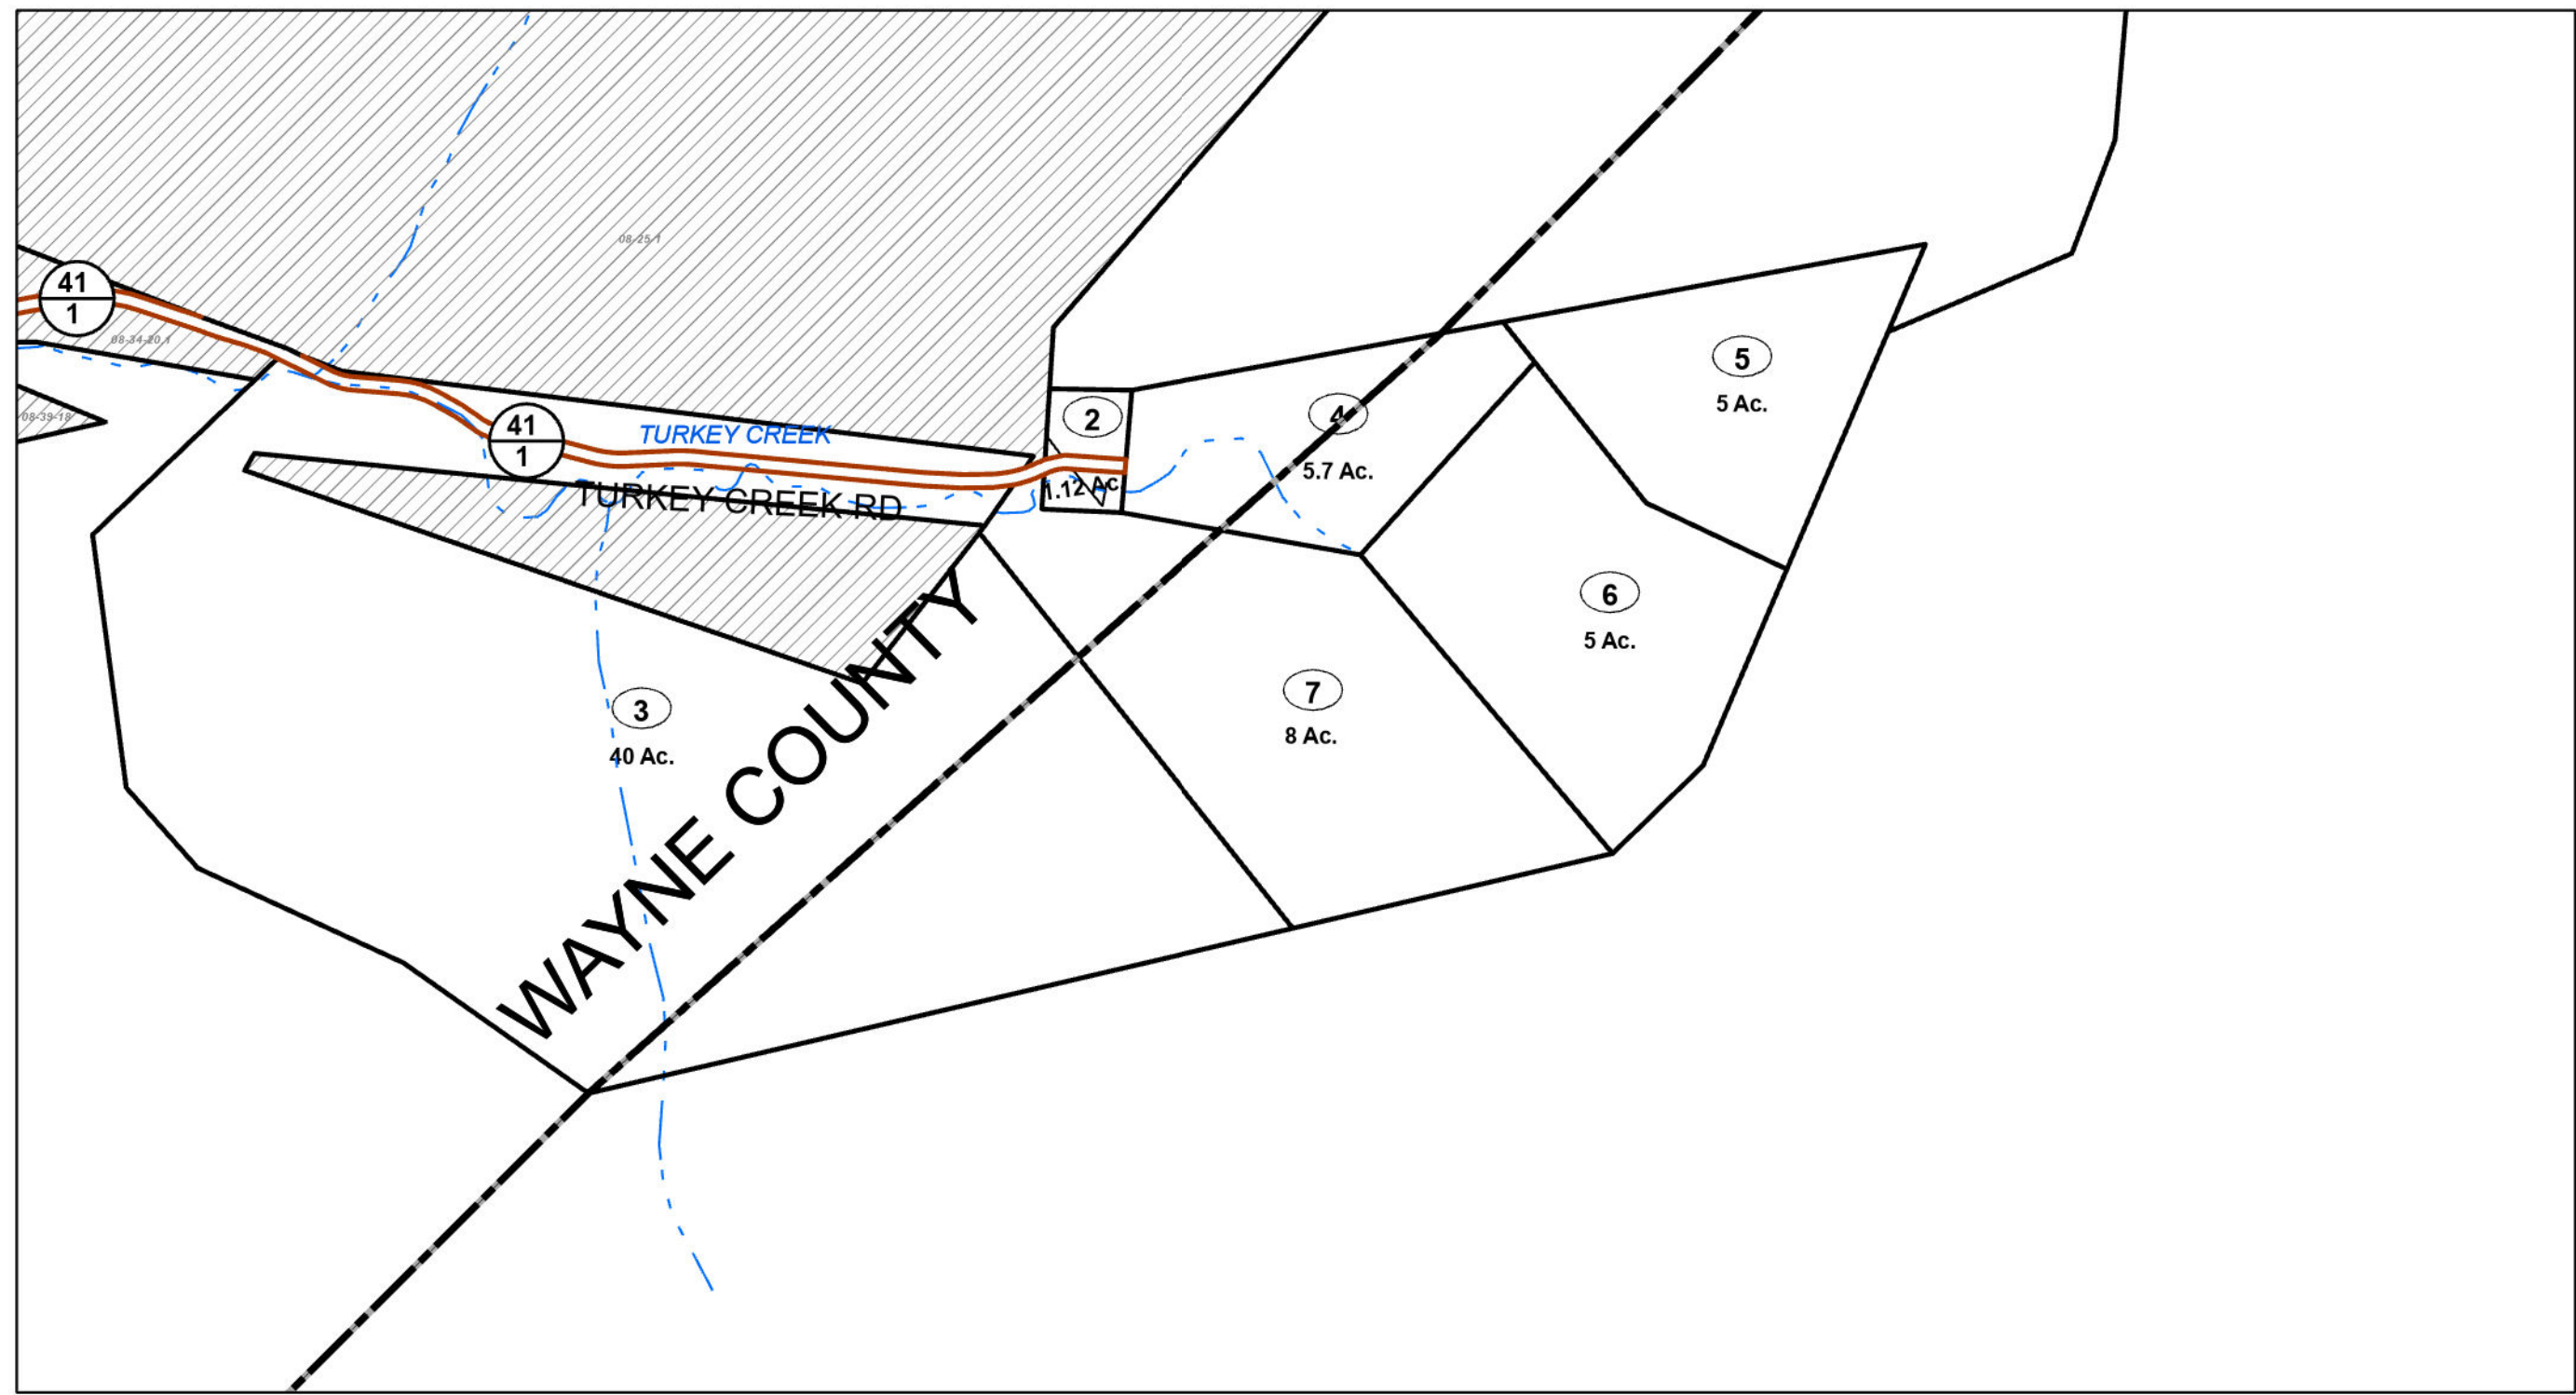 08-25-1
41
1
08-34-20.1
5
5 Ac.
2
4
08-39-18
41
1
TURKEY CREEK
5.7 Ac.
1.12 Ac.
TURKEY CREEK RD
6
5 Ac.
7
8 Ac.
3
40 Ac.
WAYNE COUNTY